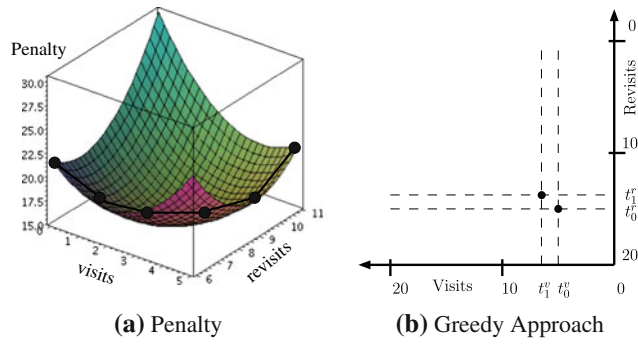 Penalty
30.0
27.5
25.0
22.5
20.0
17.5
15.0
0
1
2
3
4
5
visits
6
7
8
9
10
11
revisits
(a) Penalty
0
Revisits
10
t_1^r
t_0^r
20
20
Visits
10
t_1^v
t_0^v
0
(b) Greedy Approach